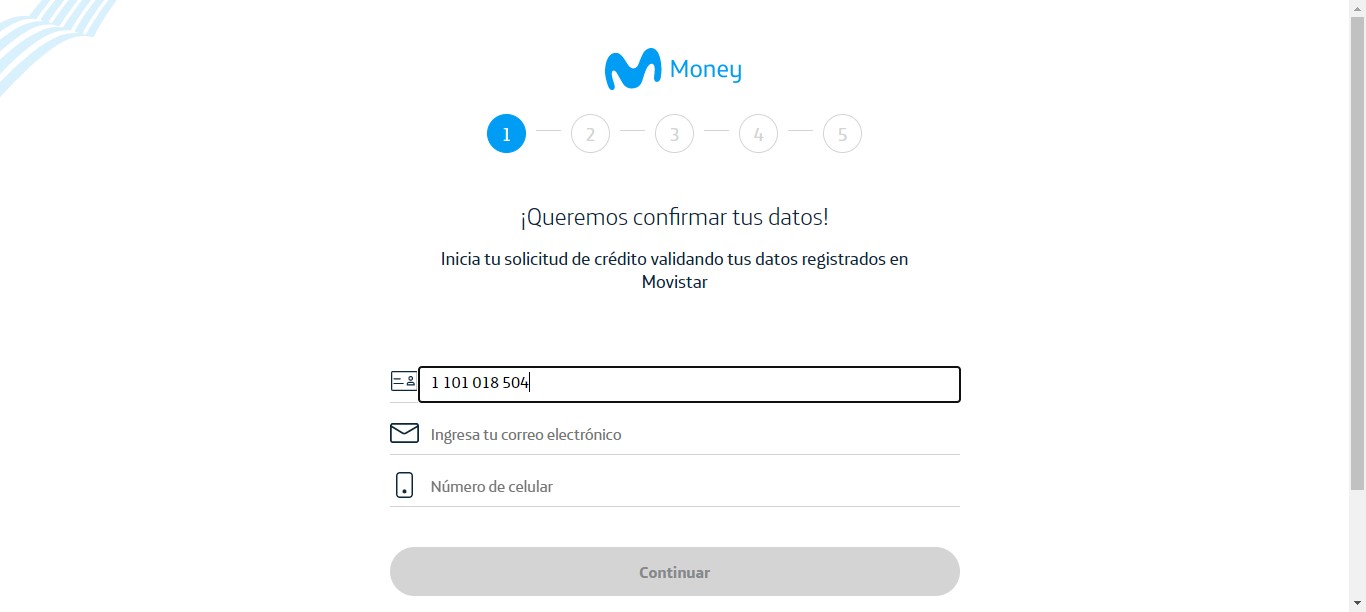 Money
1 2 3 4 5
¡Queremos confirmar tus datos!
Inicia tu solicitud de crédito validando tus datos registrados en
Movistar
1 101 018 504
Ingresa tu correo electrónico
Número de celular
Continuar